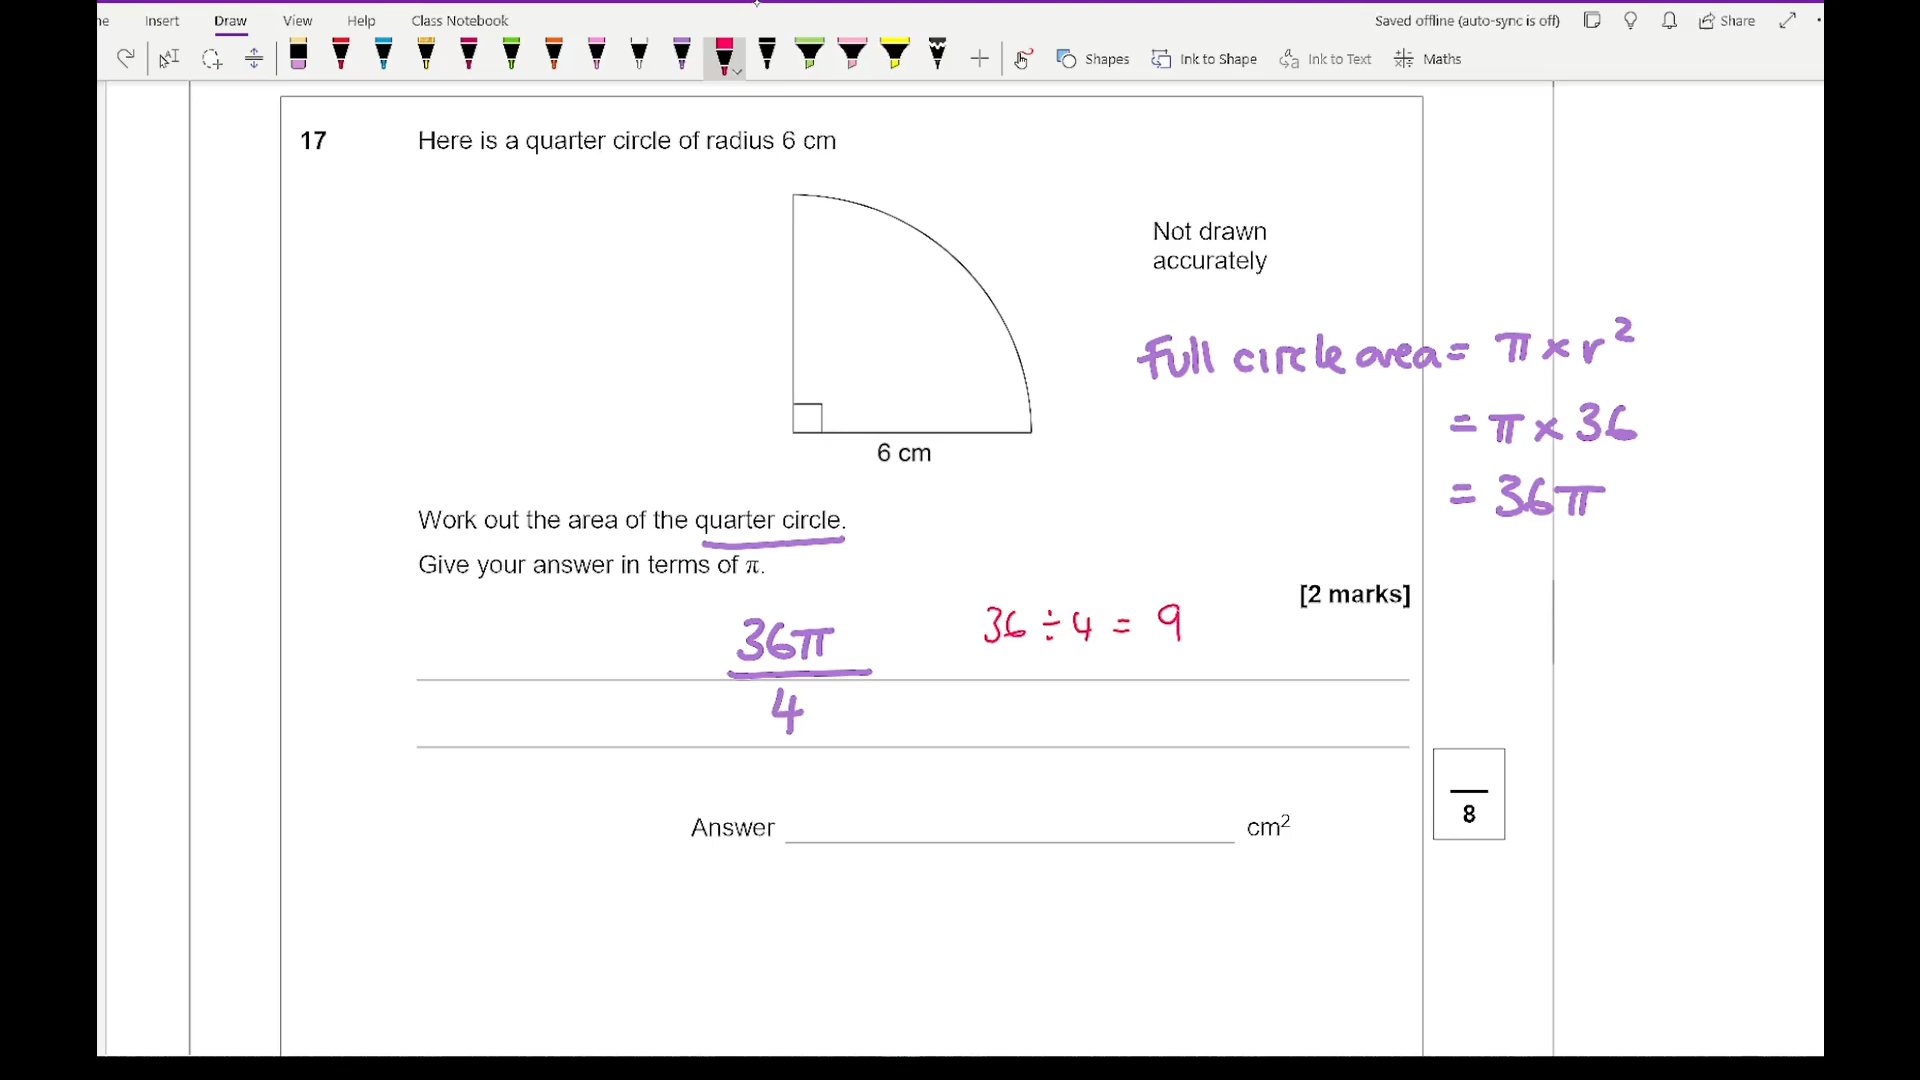 Insert Draw View Help Class Notebook Saved offline (auto-sync is off) Share
Shapes Ink to Shape Ink to Text Maths
17 Here is a quarter circle of radius 6 cm
Not drawn
accurately
Full circle area = π × r²
= π × 36
= 36π
6 cm
Work out the area of the quarter circle.
Give your answer in terms of π.
[2 marks]
36π
4
36 ÷ 4 = 9
Answer cm²
8